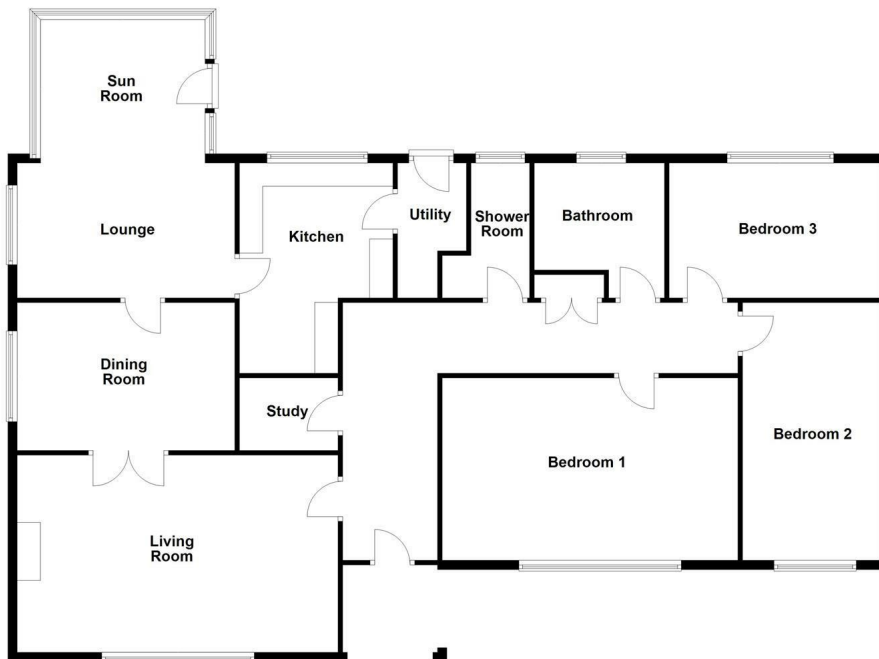 Sun
Room
Lounge
Kitchen
Utility
Shower
Room
Bathroom
Bedroom 3
Dining
Room
Study
Bedroom 1
Bedroom 2
Living
Room